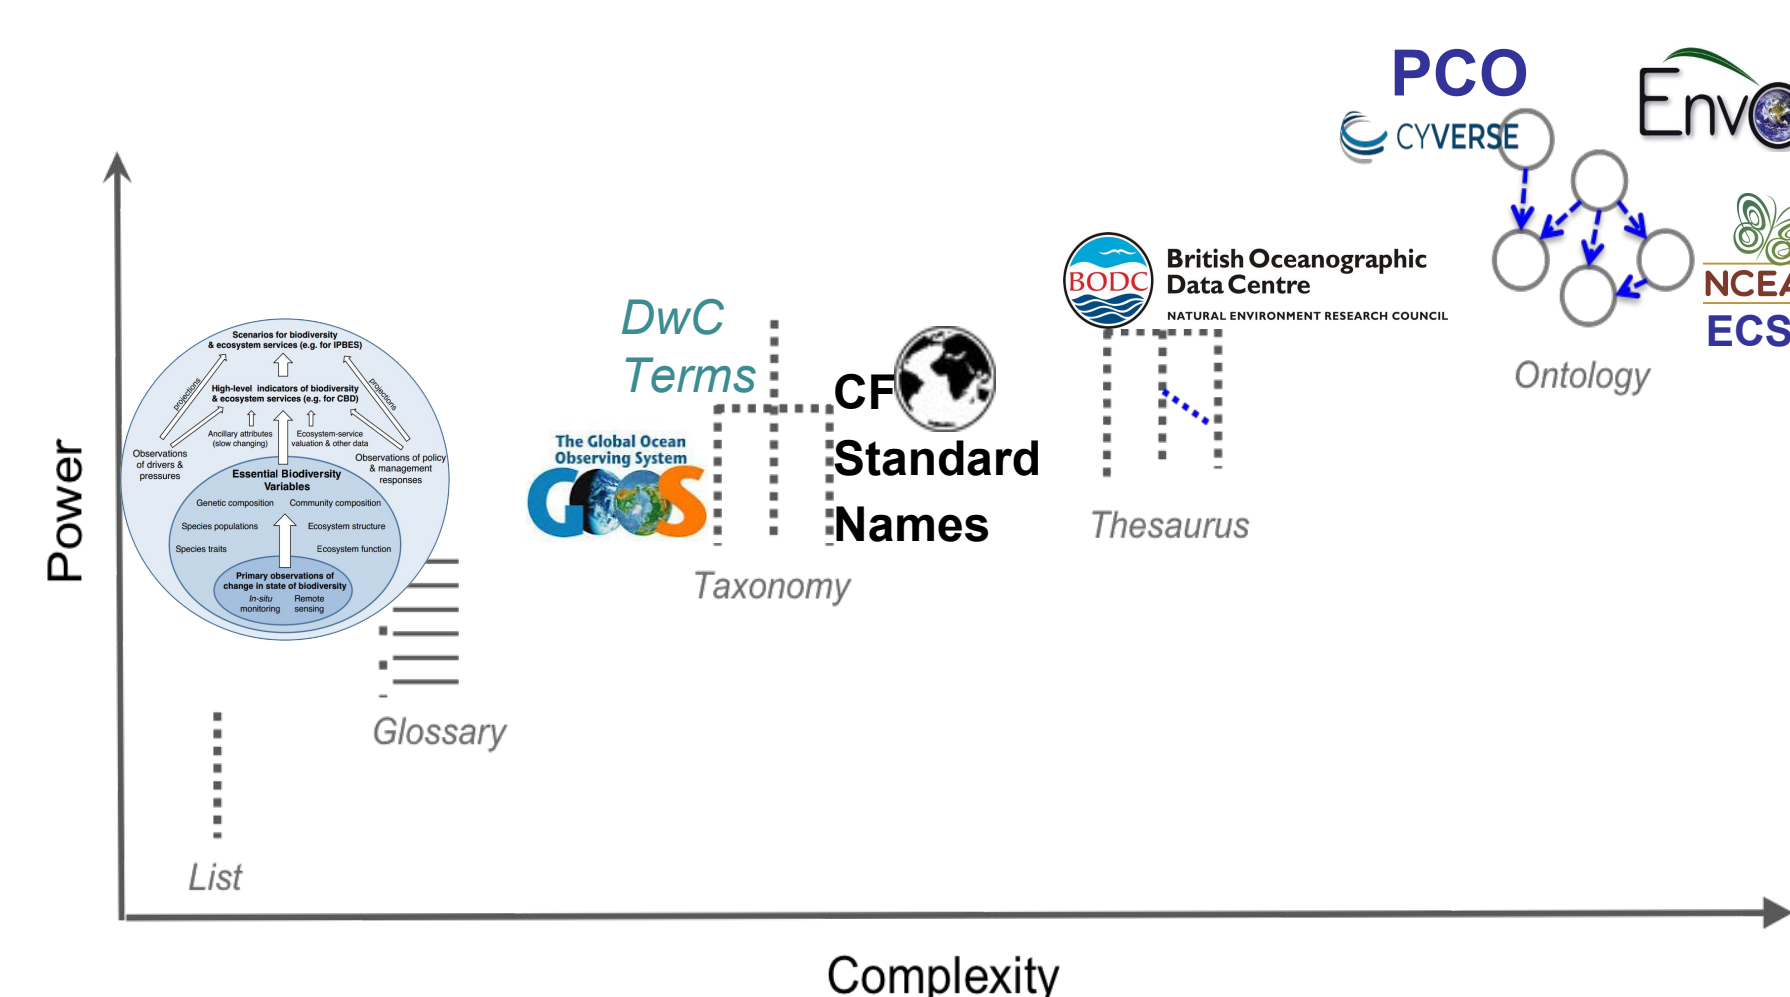 PCO
CYVERSE
Env
NCEA
ECS
British Oceanographic
Data Centre
NATURAL ENVIRONMENT RESEARCH COUNCIL
BODC
Ontology
DwC
Terms
CF
Standard
Names
The Global Ocean
Observing System
GOOS
Taxonomy
Thesaurus
Scenarios for biodiversity
& ecosystem services (e.g. for IPBES)
projections
projections
High-level indicators of biodiversity
& ecosystem services (e.g. for CBD)
Ancillary attributes
(slow changing)
Ecosystem-service
valuation & other data
Observations
of drivers &
pressures
Observations of policy
& management
responses
Essential Biodiversity
Variables
Genetic composition
Community composition
Species populations
Ecosystem structure
Species traits
Ecosystem function
Primary observations of
change in state of biodiversity
In-situ
monitoring
Remote
sensing
Glossary
List
Power
Complexity